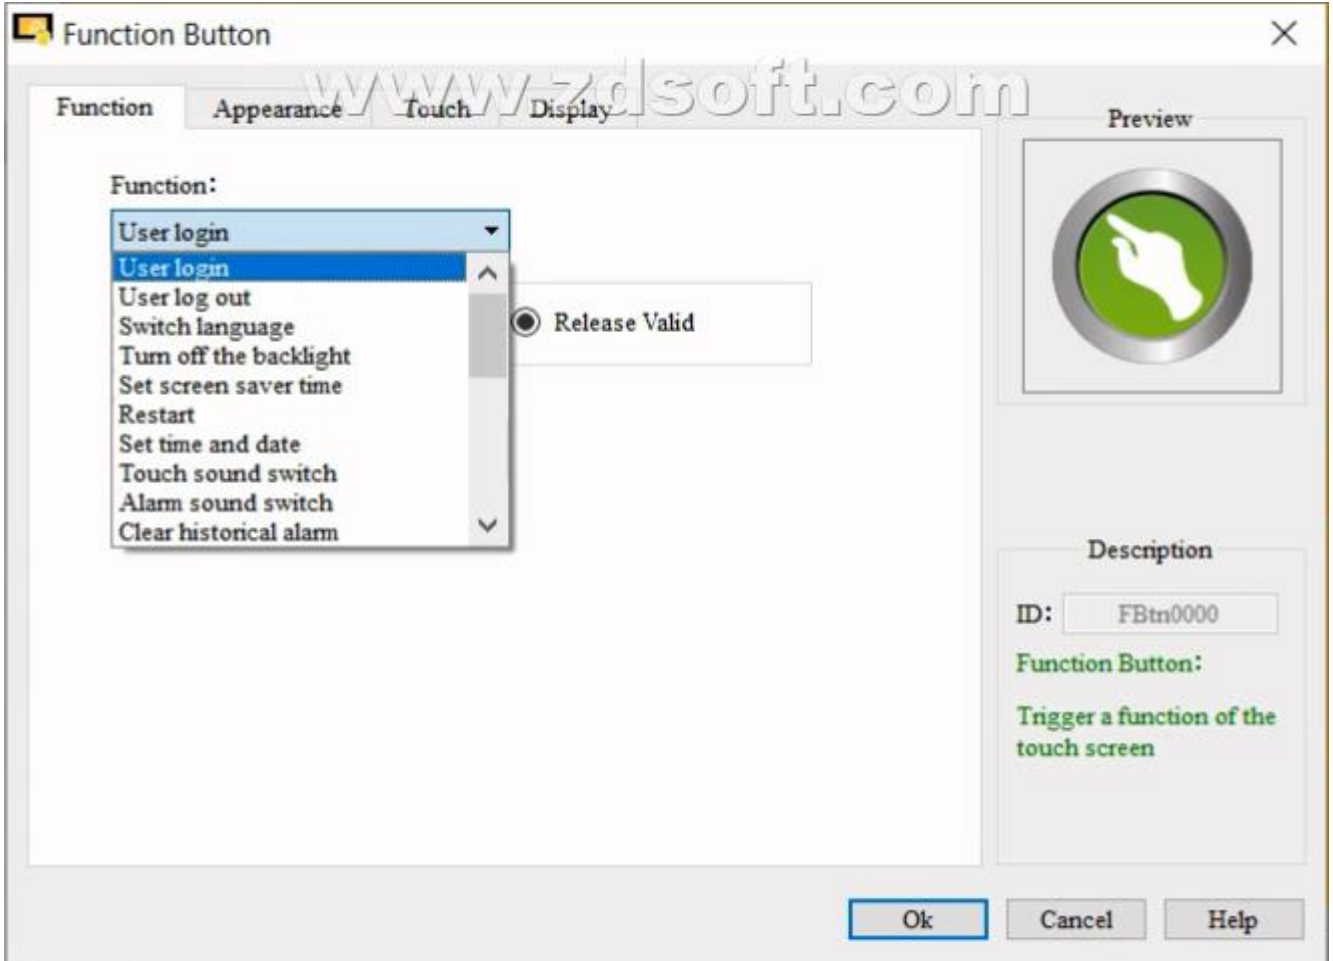 Function Button
www.zdsoft.com
Function
Appearance
Touch
Display
Preview
Function:
User login
User login
User log out
Switch language
Turn off the backlight
Set screen saver time
Restart
Set time and date
Touch sound switch
Alarm sound switch
Clear historical alarm
Release Valid
Description
ID:
FBtn0000
Function Button:
Trigger a function of the
touch screen
Ok
Cancel
Help